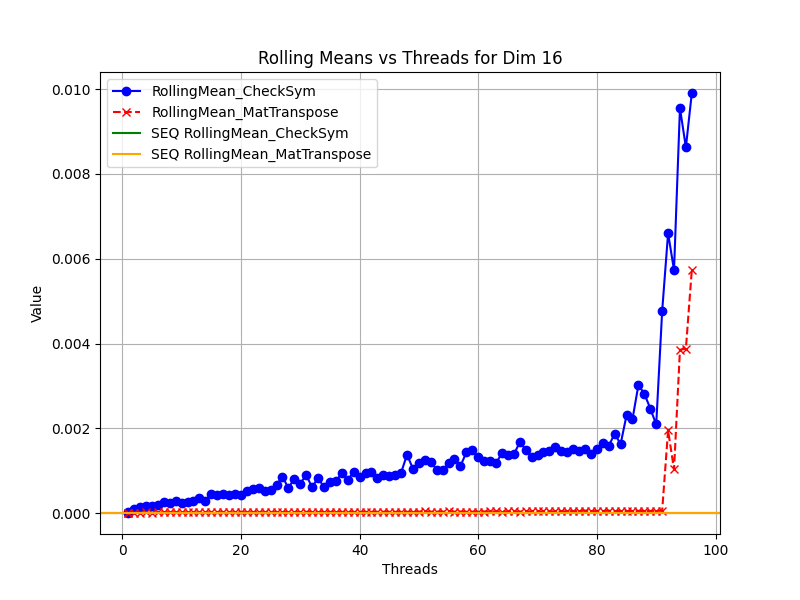 Rolling Means vs Threads for Dim 16
RollingMean_CheckSym
RollingMean_MatTranspose
SEQ RollingMean_CheckSym
SEQ RollingMean_MatTranspose
Value
0.010
0.008
0.006
0.004
0.002
0.000
0 20 40 60 80 100
Threads